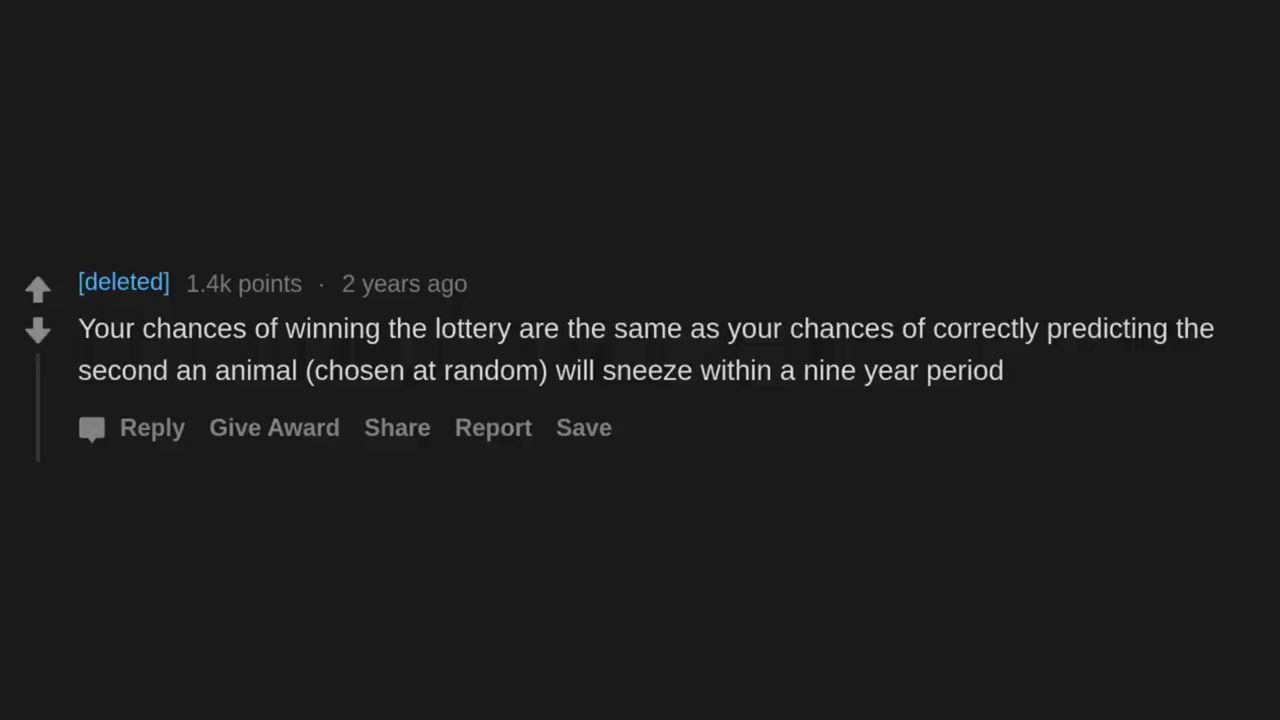 [deleted] 1.4k points · 2 years ago
Your chances of winning the lottery are the same as your chances of correctly predicting the
second an animal (chosen at random) will sneeze within a nine year period
Reply Give Award Share Report Save